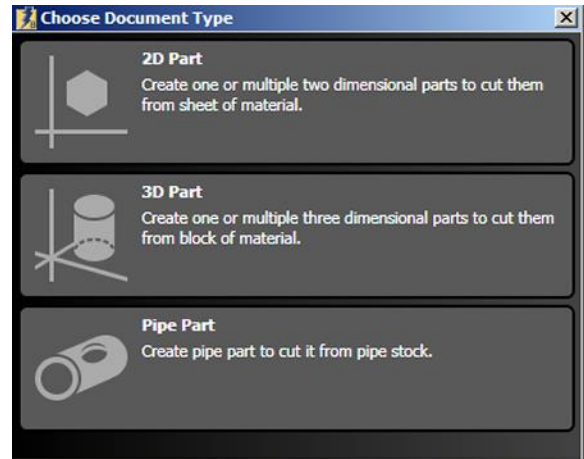 Choose Document Type
2D Part
Create one or multiple two dimensional parts to cut them
from sheet of material.
3D Part
Create one or multiple three dimensional parts to cut them
from block of material.
Pipe Part
Create pipe part to cut it from pipe stock.